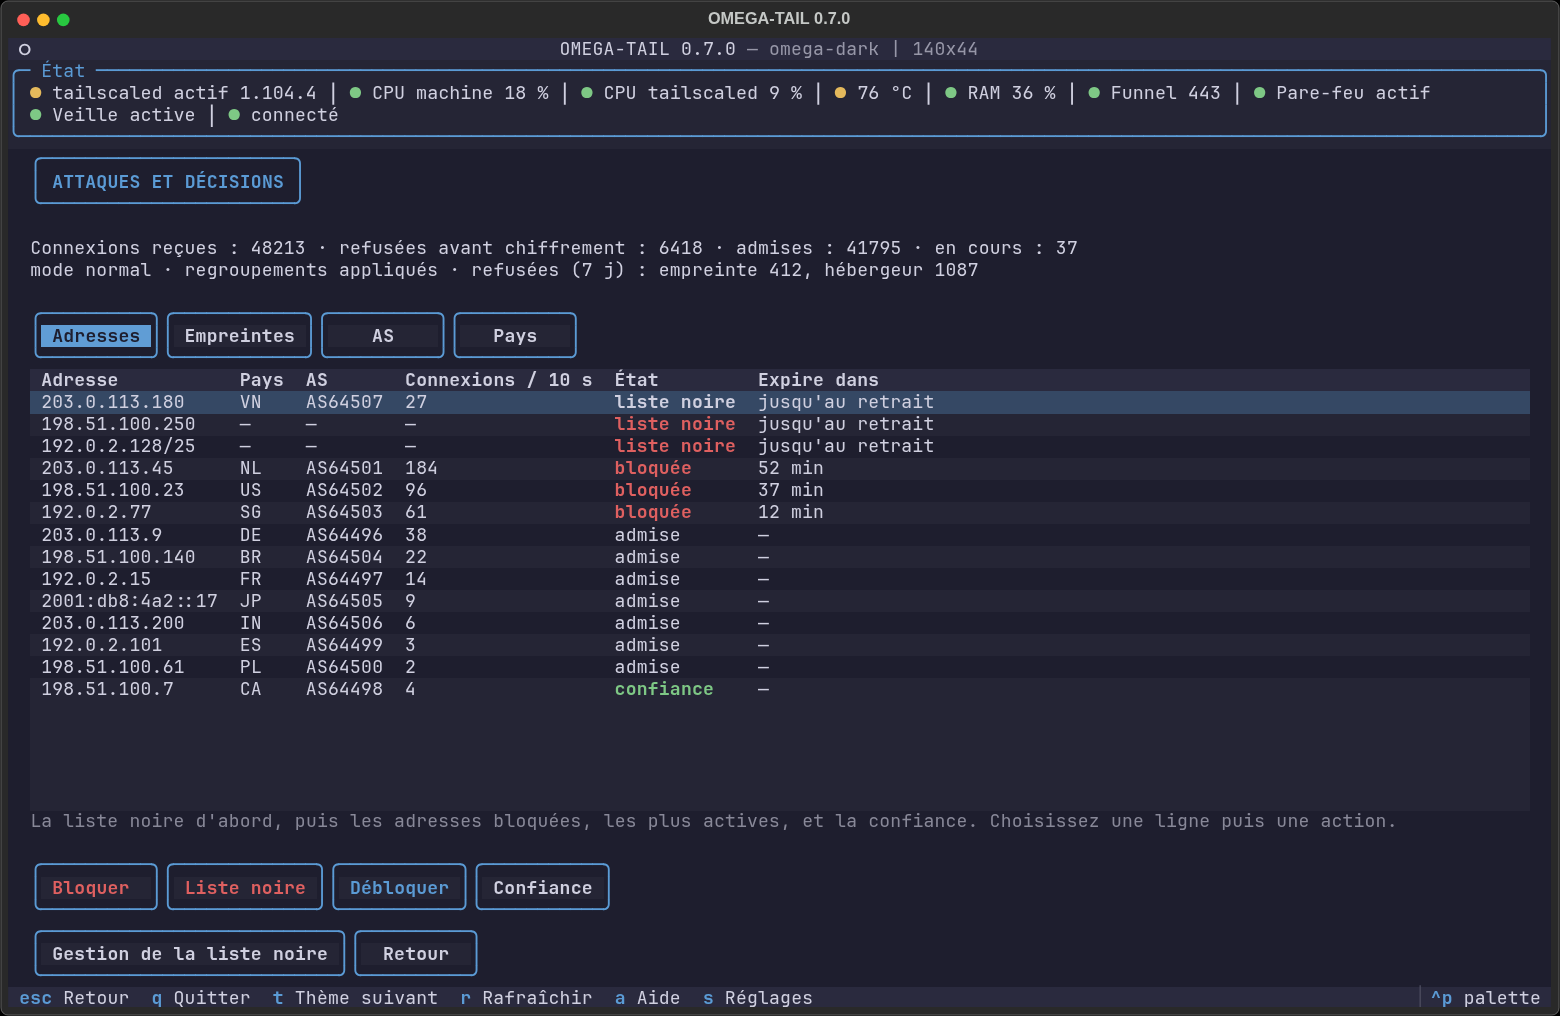 OMEGA-TAIL 0.7.0
OMEGA-TAIL 0.7.0 — omega-dark | 140x44
État
tailscaled actif 1.104.4 │ CPU machine 18 % │ CPU tailscaled 9 % │ 76 °C │ RAM 36 % │ Funnel 443 │ Pare-feu actif
Veille active │ connecté
ATTAQUES ET DÉCISIONS
Connexions reçues : 48213 · refusées avant chiffrement : 6418 · admises : 41795 · en cours : 37
mode normal · regroupements appliqués · refusées (7 j) : empreinte 412, hébergeur 1087
Adresses Empreintes AS Pays
Adresse Pays AS Connexions / 10 s État Expire dans
203.0.113.180 VN AS64507 27 liste noire jusqu'au retrait
198.51.100.250 — — — liste noire jusqu'au retrait
192.0.2.128/25 — — — liste noire jusqu'au retrait
203.0.113.45 NL AS64501 184 bloquée 52 min
198.51.100.23 US AS64502 96 bloquée 37 min
192.0.2.77 SG AS64503 61 bloquée 12 min
203.0.113.9 DE AS64496 38 admise —
198.51.100.140 BR AS64504 22 admise —
192.0.2.15 FR AS64497 14 admise —
2001:db8:4a2::17 JP AS64505 9 admise —
203.0.113.200 IN AS64506 6 admise —
192.0.2.101 ES AS64499 3 admise —
198.51.100.61 PL AS64500 2 admise —
198.51.100.7 CA AS64498 4 confiance —
La liste noire d'abord, puis les adresses bloquées, les plus actives, et la confiance. Choisissez une ligne puis une action.
Bloquer Liste noire Débloquer Confiance
Gestion de la liste noire Retour
esc Retour q Quitter t Thème suivant r Rafraîchir a Aide s Réglages ^p palette